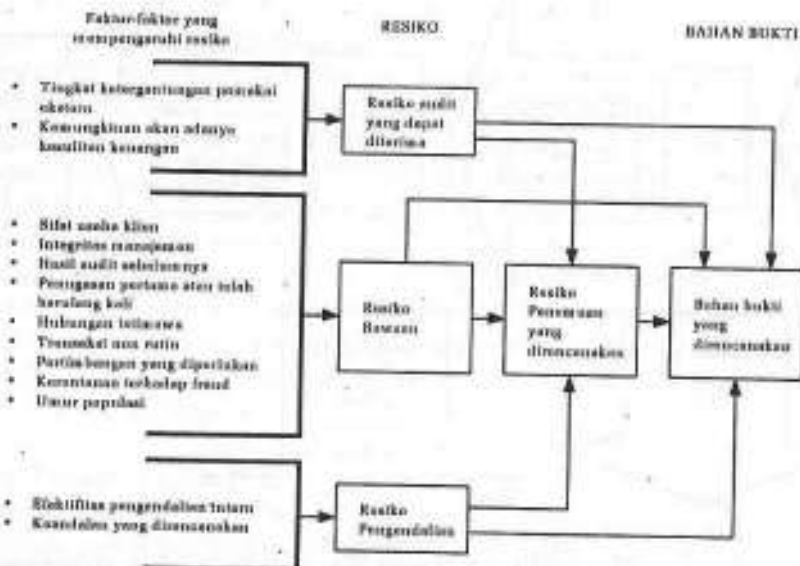 Faktor-faktor yang
mempengaruhi resiko
RESIKO
BAHAN BUKTI
• Tingkat ketergantungan pemakai
eksternal
• Kemungkinan akan adanya
kesulitan keuangan
Resiko audit
yang dapat
diterima
• Sifat usaha klien
• Integritas manajemen
• Hasil audit sebelumnya
• Penugasan pertama atau telah
berulang kali
• Hubungan istimewa
• Transaksi non rutin
• Pertimbangan yang diperlukan
• Kerentanan terhadap fraud
• Unsur populasi
Resiko
Bawaan
Resiko
Penemuan
yang
direncanakan
Bahan bukti
yang
direncanakan
• Efektifitas pengendalian intern
• Keandalan yang direncanakan
Resiko
Pengendalian